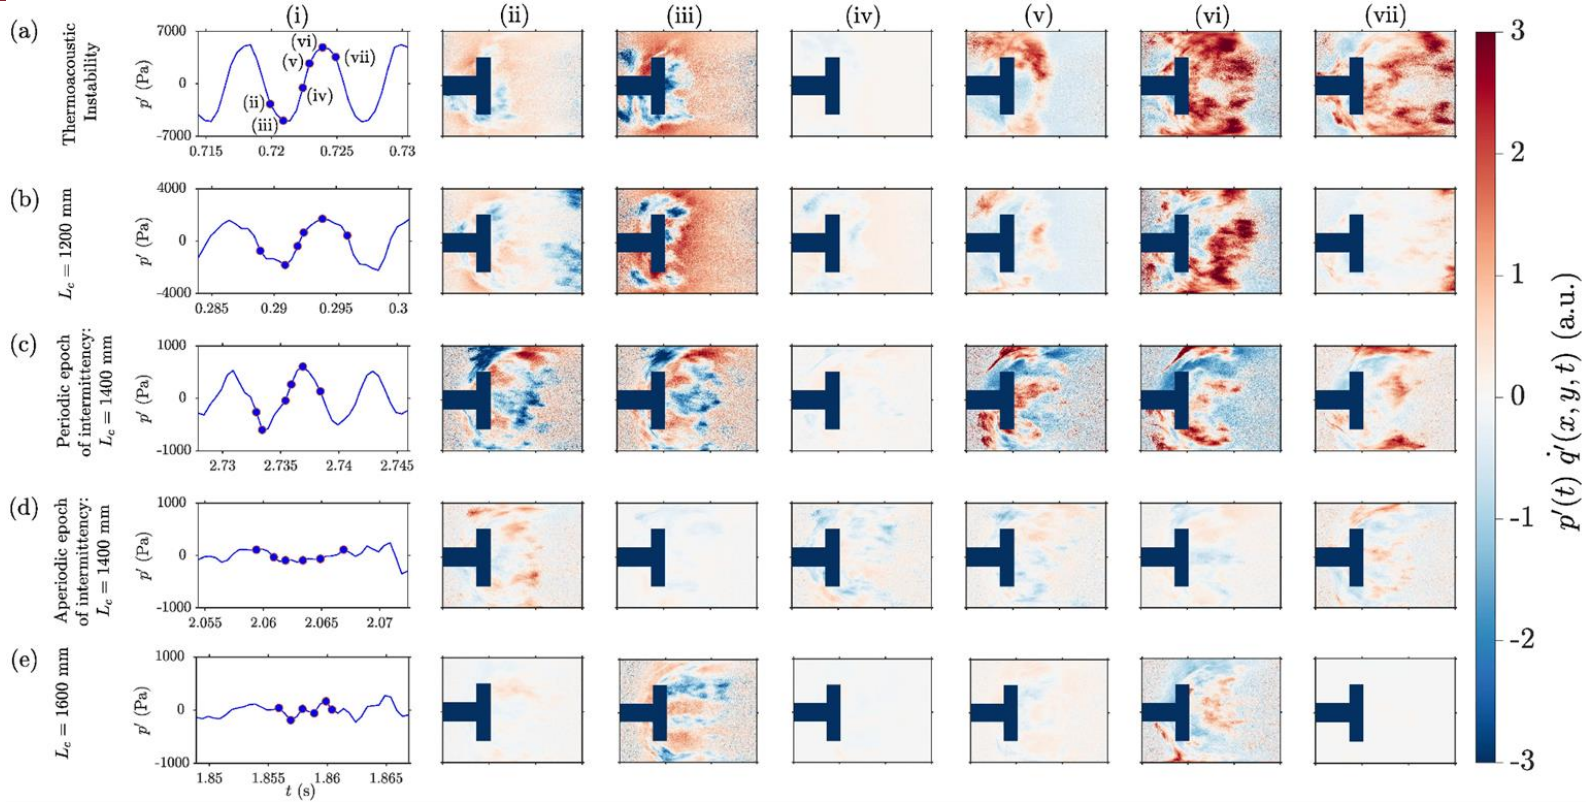 (i) (ii) (iii) (iv) (v) (vi) (vii)
(a)
Thermoacoustic
Instability
p′ (Pa)
7000
0
-7000
(ii)
(iii)
(iv)
(v)
(vi)
(vii)
0.715 0.72 0.725 0.73
(b)
L_c = 1200 mm
p′ (Pa)
4000
0
-4000
0.285 0.29 0.295 0.3
(c)
Periodic epoch
of intermittency:
L_c = 1400 mm
p′ (Pa)
1000
0
-1000
2.73 2.735 2.74 2.745
(d)
Aperiodic epoch
of intermittency:
L_c = 1400 mm
p′ (Pa)
1000
0
-1000
2.055 2.06 2.065 2.07
(e)
L_c = 1600 mm
p′ (Pa)
1000
0
-1000
1.85 1.855 1.86 1.865
t (s)
3
2
1
0
-1
-2
-3
p′(t) q̇′(x, y, t) (a.u.)